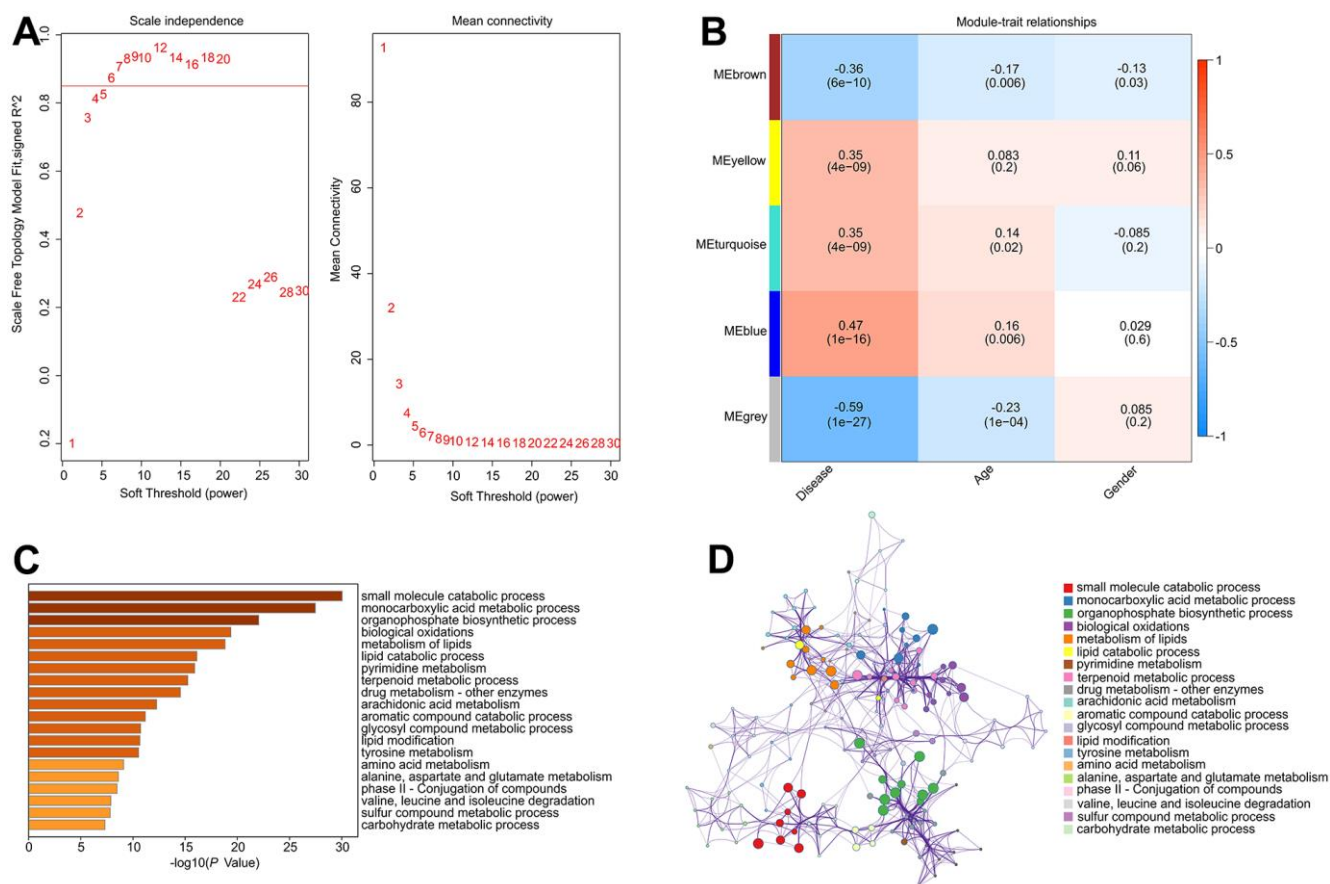 A
Scale independence
Scale Free Topology Model Fit,signed R^2
1.0
0.8
0.6
0.4
0.2
0.0
0.2
1
2
3
4
5
6
7
8
9
10
12
14
16
18
20
22
24
26
28
30
0
5
10
15
20
25
30
Soft Threshold (power)
Mean connectivity
Mean Connectivity
80
60
40
20
0
1
2
3
4
5
6
7
8
9
10
12
14
16
18
20
22
24
26
28
30
0
5
10
15
20
25
30
Soft Threshold (power)
B
Module-trait relationships
MEbrown
-0.36
(6e-10)
-0.17
(0.006)
-0.13
(0.03)
MEyellow
0.35
(4e-09)
0.083
(0.2)
0.11
(0.06)
MEturquoise
0.35
(4e-09)
0.14
(0.02)
-0.085
(0.2)
MEblue
0.47
(1e-16)
0.16
(0.006)
0.029
(0.6)
MEgrey
-0.59
(1e-27)
-0.23
(1e-04)
0.085
(0.2)
Disease
Age
Gender
1
0.5
0
-0.5
-1
C
small molecule catabolic process
monocarboxylic acid metabolic process
organophosphate biosynthetic process
biological oxidations
metabolism of lipids
lipid catabolic process
pyrimidine metabolism
terpenoid metabolic process
drug metabolism - other enzymes
arachidonic acid metabolism
aromatic compound catabolic process
glycosyl compound metabolic process
lipid modification
tyrosine metabolism
amino acid metabolism
alanine, aspartate and glutamate metabolism
phase II - Conjugation of compounds
valine, leucine and isoleucine degradation
sulfur compound metabolic process
carbohydrate metabolic process
0
5
10
15
20
25
30
-log10(P Value)
D
small molecule catabolic process
monocarboxylic acid metabolic process
organophosphate biosynthetic process
biological oxidations
metabolism of lipids
lipid catabolic process
pyrimidine metabolism
terpenoid metabolic process
drug metabolism - other enzymes
arachidonic acid metabolism
aromatic compound catabolic process
glycosyl compound metabolic process
lipid modification
tyrosine metabolism
amino acid metabolism
alanine, aspartate and glutamate metabolism
phase II - Conjugation of compounds
valine, leucine and isoleucine degradation
sulfur compound metabolic process
carbohydrate metabolic process